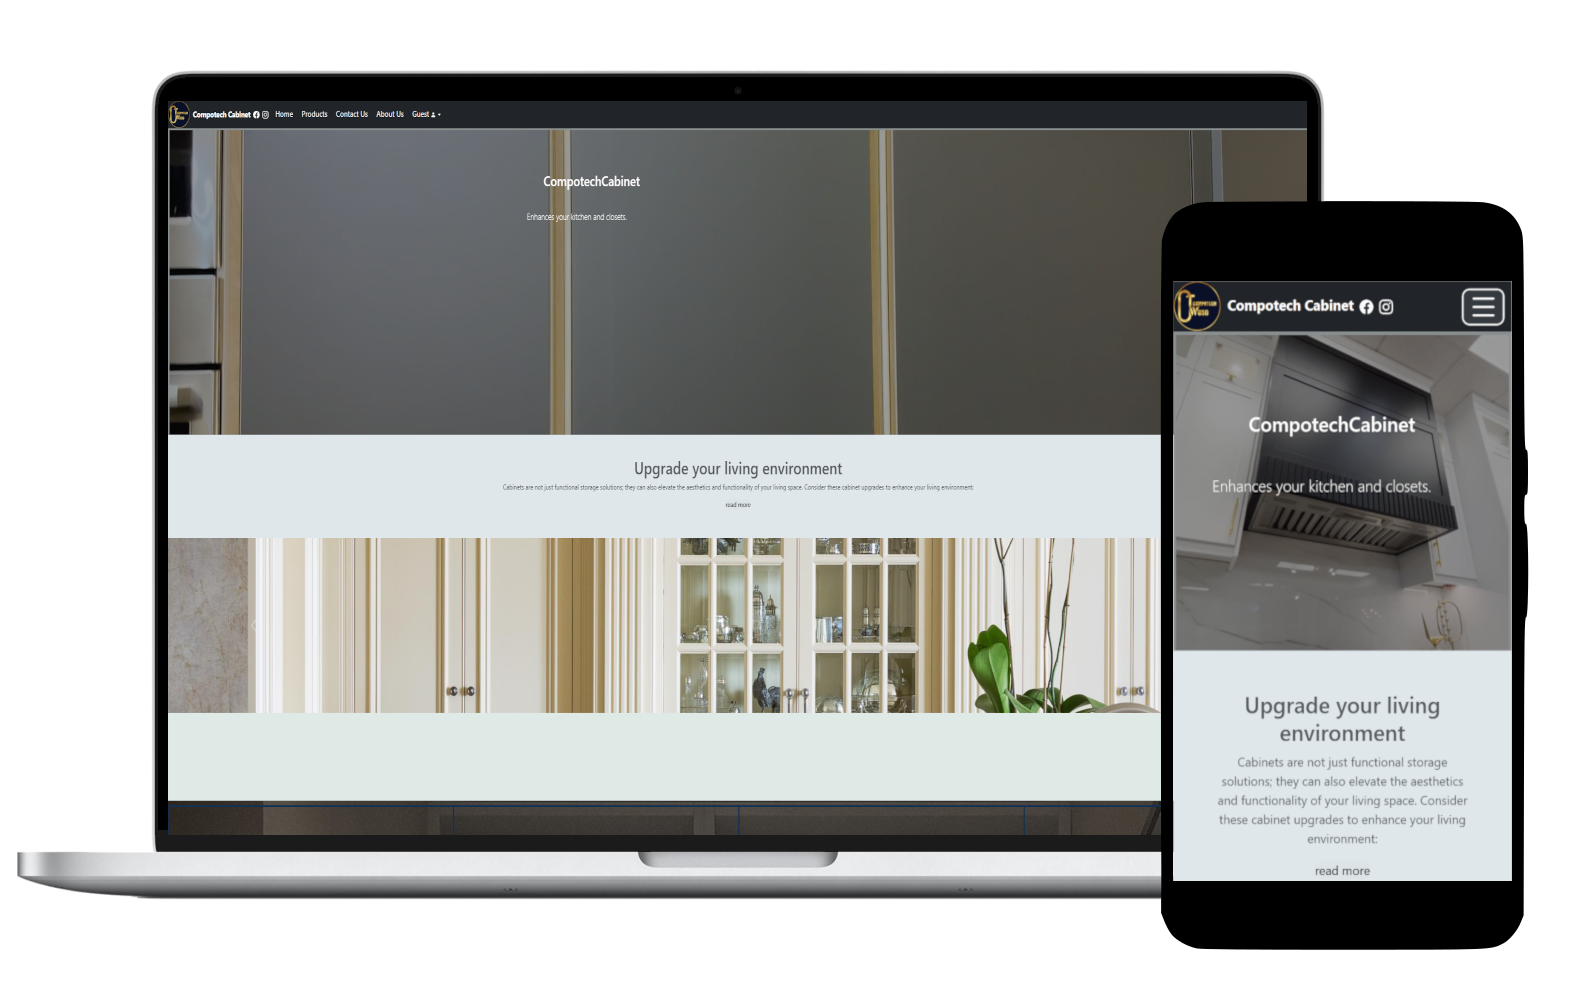 Compotech Cabinet Home Products Contact Us About Us Guest
CompotechCabinet
Enhances your kitchen and closets.
Upgrade your living environment
Cabinets are not just functional storage solutions; they can also elevate the aesthetics and functionality of your living space. Consider these cabinet upgrades to enhance your living environment:
read more
Compotech Cabinet
CompotechCabinet
Enhances your kitchen and closets.
Upgrade your living
environment
Cabinets are not just functional storage
solutions; they can also elevate the aesthetics
and functionality of your living space. Consider
these cabinet upgrades to enhance your living
environment:
read more